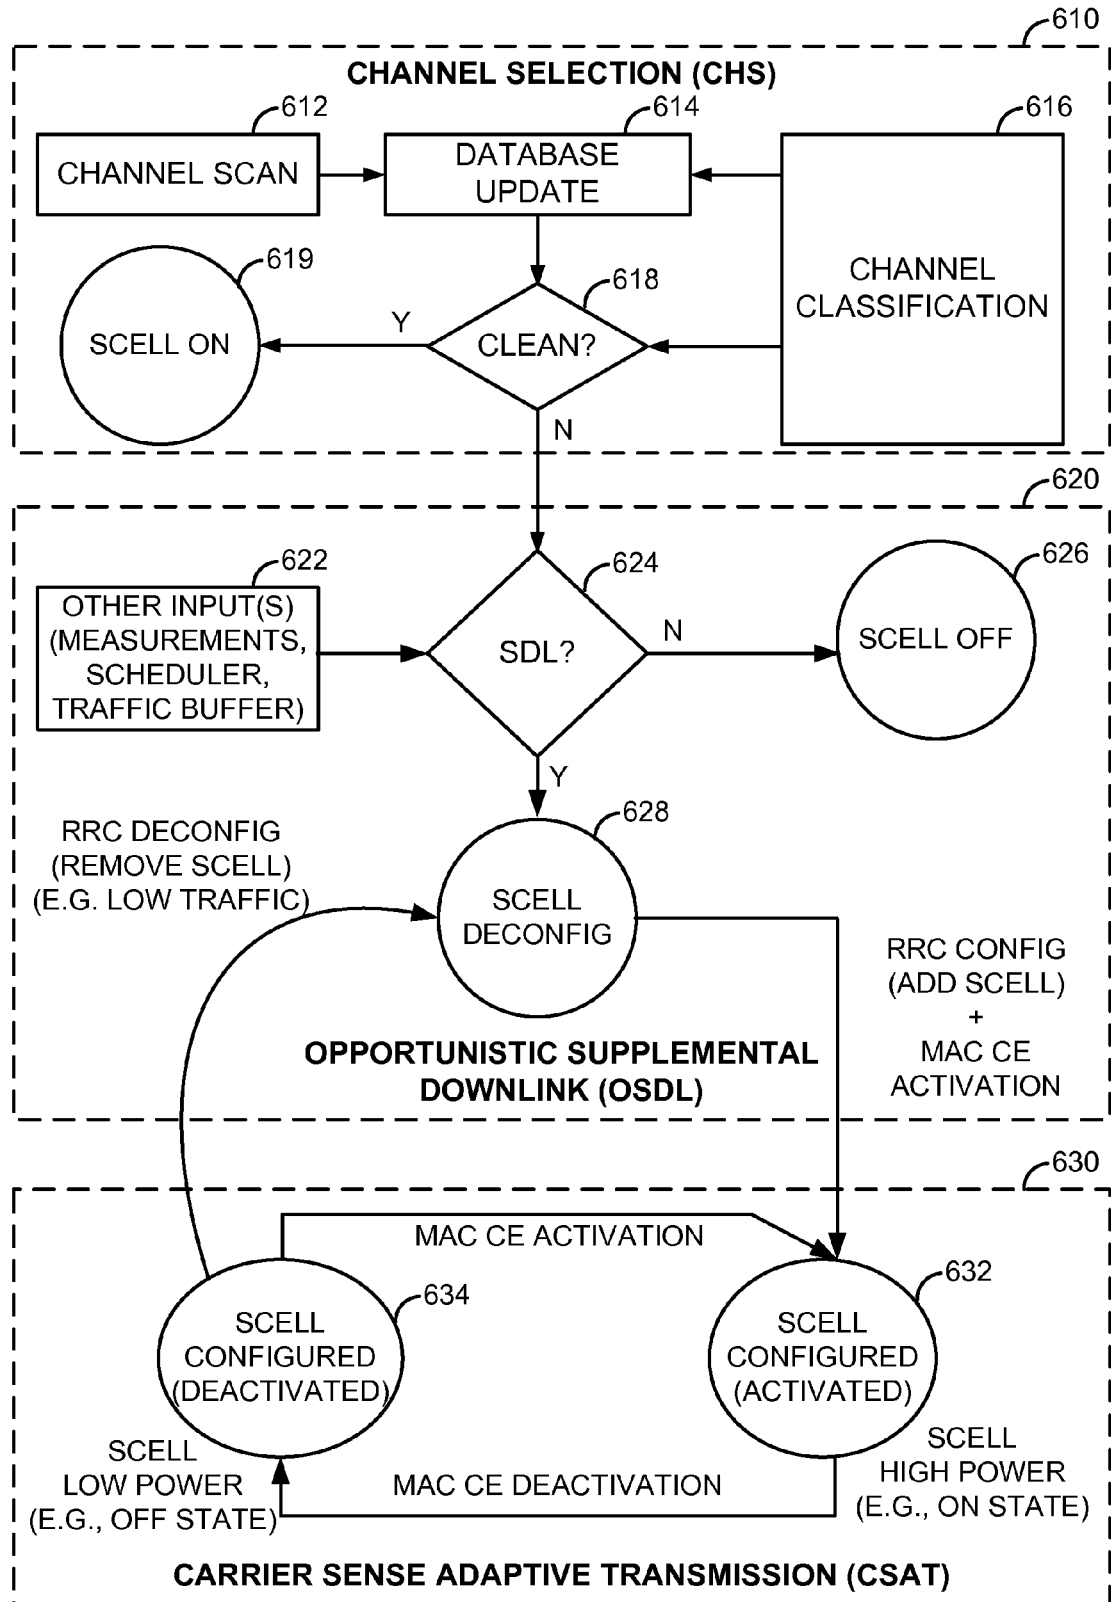 610
CHANNEL SELECTION (CHS)
612
614
616
CHANNEL SCAN
DATABASE
UPDATE
CHANNEL
CLASSIFICATION
619
618
SCELL ON
Y
CLEAN?
N
620
622
624
626
OTHER INPUT(S)
(MEASUREMENTS,
SCHEDULER,
TRAFFIC BUFFER)
SDL?
N
SCELL OFF
Y
628
RRC DECONFIG
(REMOVE SCELL)
(E.G. LOW TRAFFIC)
SCELL
DECONFIG
RRC CONFIG
(ADD SCELL)
+
MAC CE
ACTIVATION
OPPORTUNISTIC SUPPLEMENTAL
DOWNLINK (OSDL)
630
MAC CE ACTIVATION
634
632
SCELL
CONFIGURED
(DEACTIVATED)
SCELL
CONFIGURED
(ACTIVATED)
SCELL
LOW POWER
(E.G., OFF STATE)
MAC CE DEACTIVATION
SCELL
HIGH POWER
(E.G., ON STATE)
CARRIER SENSE ADAPTIVE TRANSMISSION (CSAT)